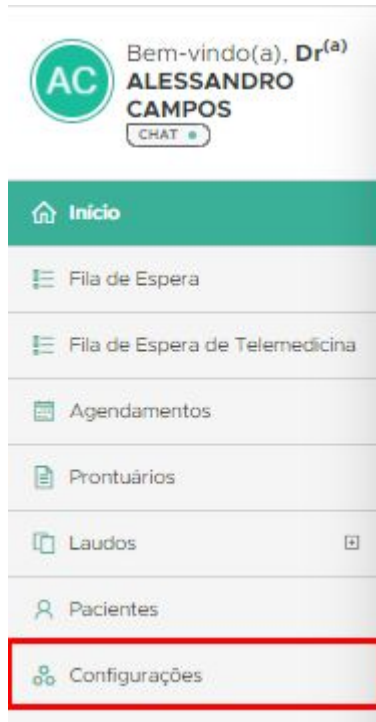 AC
Bem-vindo(a), Dr(a)
ALESSANDRO
CAMPOS
CHAT
Início
Fila de Espera
Fila de Espera de Telemedicina
Agendamentos
Prontuários
Laudos
Pacientes
Configurações